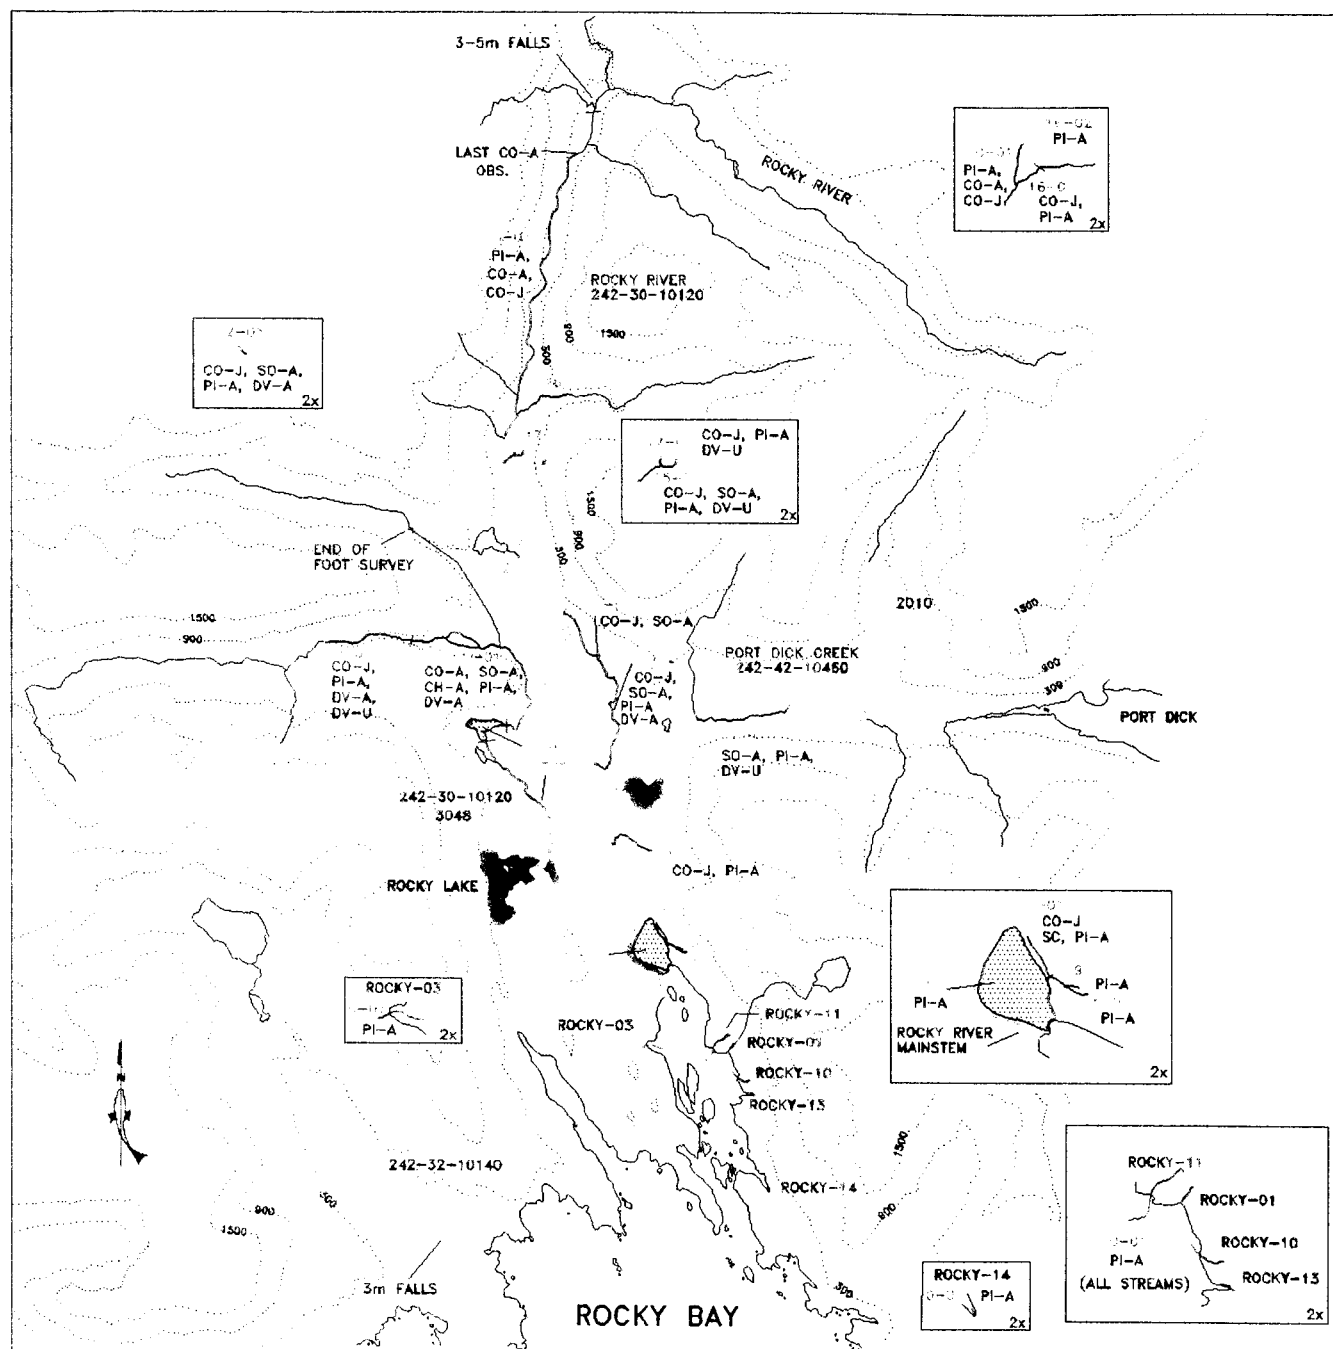 3-5m FALLS
LAST CO-A
OBS.
ROCKY RIVER
PI-A
PI-A,
CO-A,
CO-J
CO-J,
PI-A
2x
PI-A,
CO-A,
CO-J
ROCKY RIVER
242-30-10120
1500
900
300
CO-J, SO-A,
PI-A, DV-A
2x
CO-J, PI-A
DV-U
CO-J, SO-A,
PI-A, DV-U
2x
1500
900
300
END OF
FOOT SURVEY
1500
900
CO-J, SO-A
2010
1500
900
300
PORT DICK CREEK
242-42-10460
CO-J,
PI-A,
DV-A,
DV-U
CO-A, SO-A,
CH-A, PI-A,
DV-A
CO-J,
SO-A,
PI-A
DV-A
PORT DICK
SO-A, PI-A,
DV-U
242-30-10120
3048
CO-J, PI-A
ROCKY LAKE
CO-J
SC, PI-A
PI-A
PI-A
PI-A
ROCKY RIVER
MAINSTEM
2x
ROCKY-03
PI-A
2x
ROCKY-03
ROCKY-11
ROCKY-10
ROCKY-13
ROCKY-14
242-32-10140
1500
900
300
1500
900
300
3m FALLS
ROCKY BAY
ROCKY-14
PI-A
2x
ROCKY-11
ROCKY-01
ROCKY-10
PI-A
ROCKY-13
(ALL STREAMS)
2x